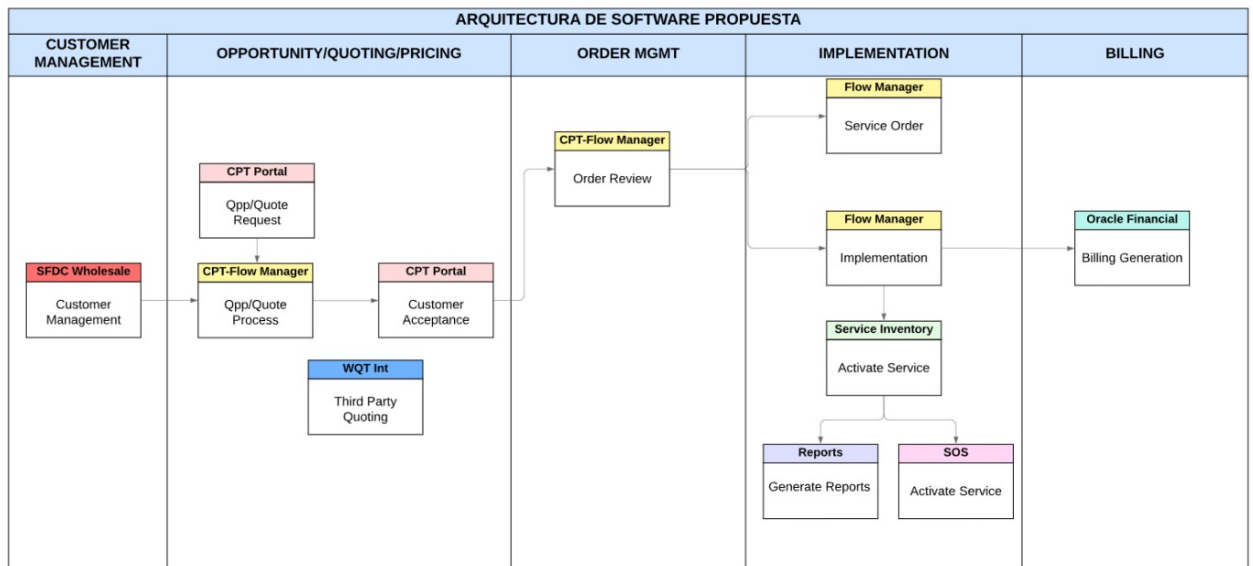 ARQUITECTURA DE SOFTWARE PROPUESTA
CUSTOMER
MANAGEMENT
OPPORTUNITY/QUOTING/PRICING
ORDER MGMT
IMPLEMENTATION
BILLING
SFDC Wholesale
Customer
Management
CPT Portal
Qpp/Quote
Request
CPT-Flow Manager
Qpp/Quote
Process
CPT Portal
Customer
Acceptance
WQT Int
Third Party
Quoting
CPT-Flow Manager
Order Review
Flow Manager
Service Order
Flow Manager
Implementation
Service Inventory
Activate Service
Reports
Generate Reports
SOS
Activate Service
Oracle Financial
Billing Generation